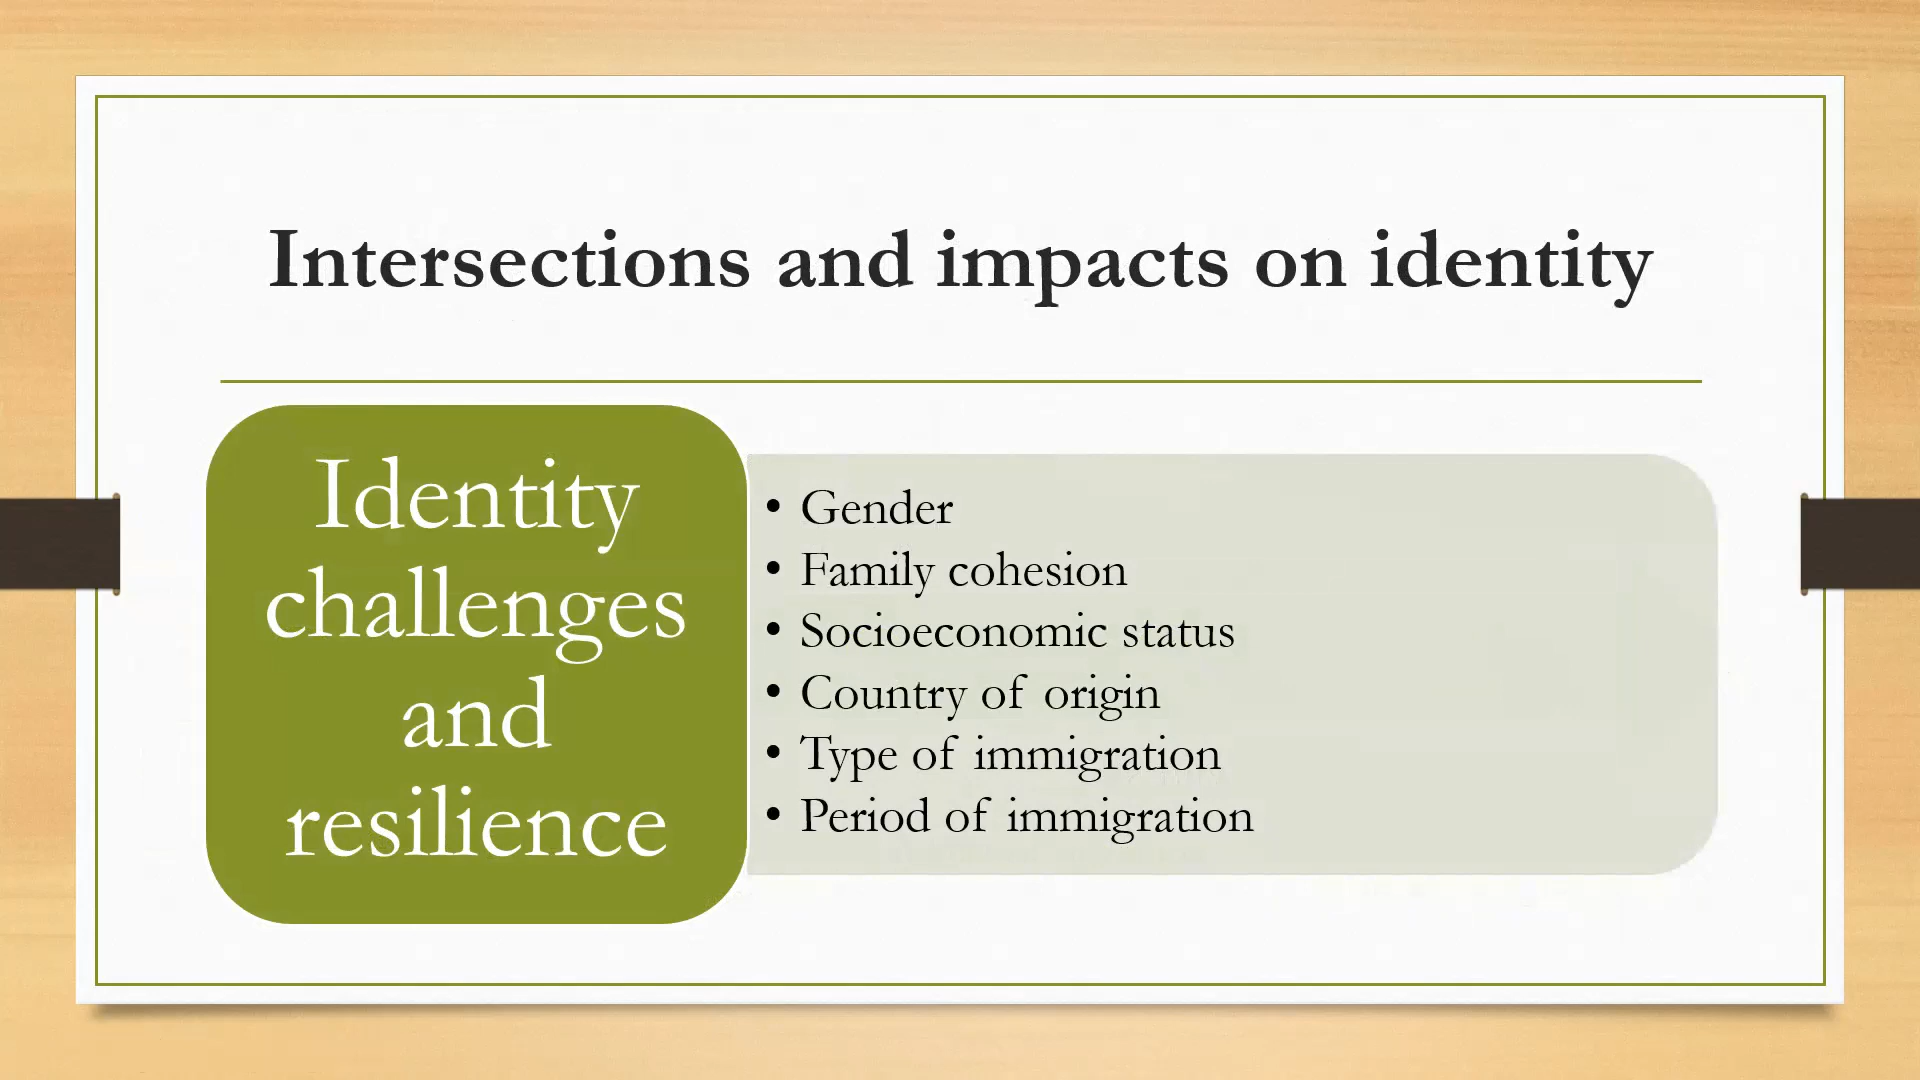 Intersections and impacts on identity
Identity
challenges
and
resilience
• Gender
• Family cohesion
• Socioeconomic status
• Country of origin
• Type of immigration
• Period of immigration